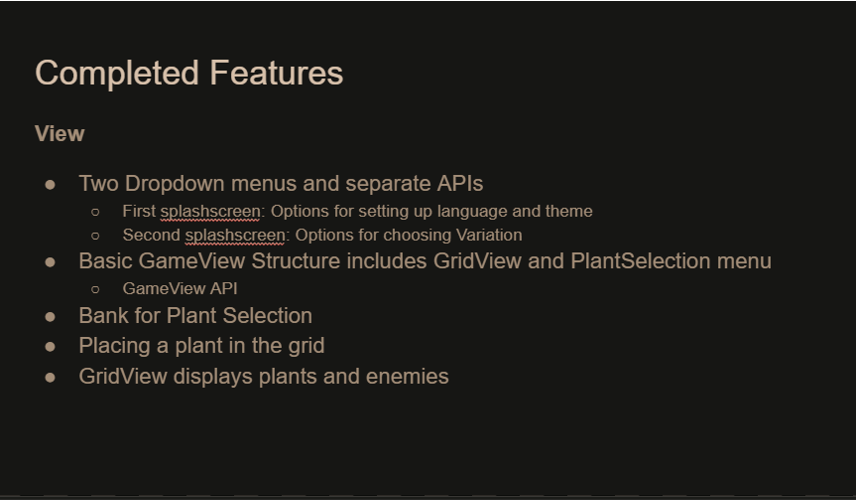 Completed Features
View
● Two Dropdown menus and separate APIs
○ First splashscreen: Options for setting up language and theme
○ Second splashscreen: Options for choosing Variation
● Basic GameView Structure includes GridView and PlantSelection menu
○ GameView API
● Bank for Plant Selection
● Placing a plant in the grid
● GridView displays plants and enemies